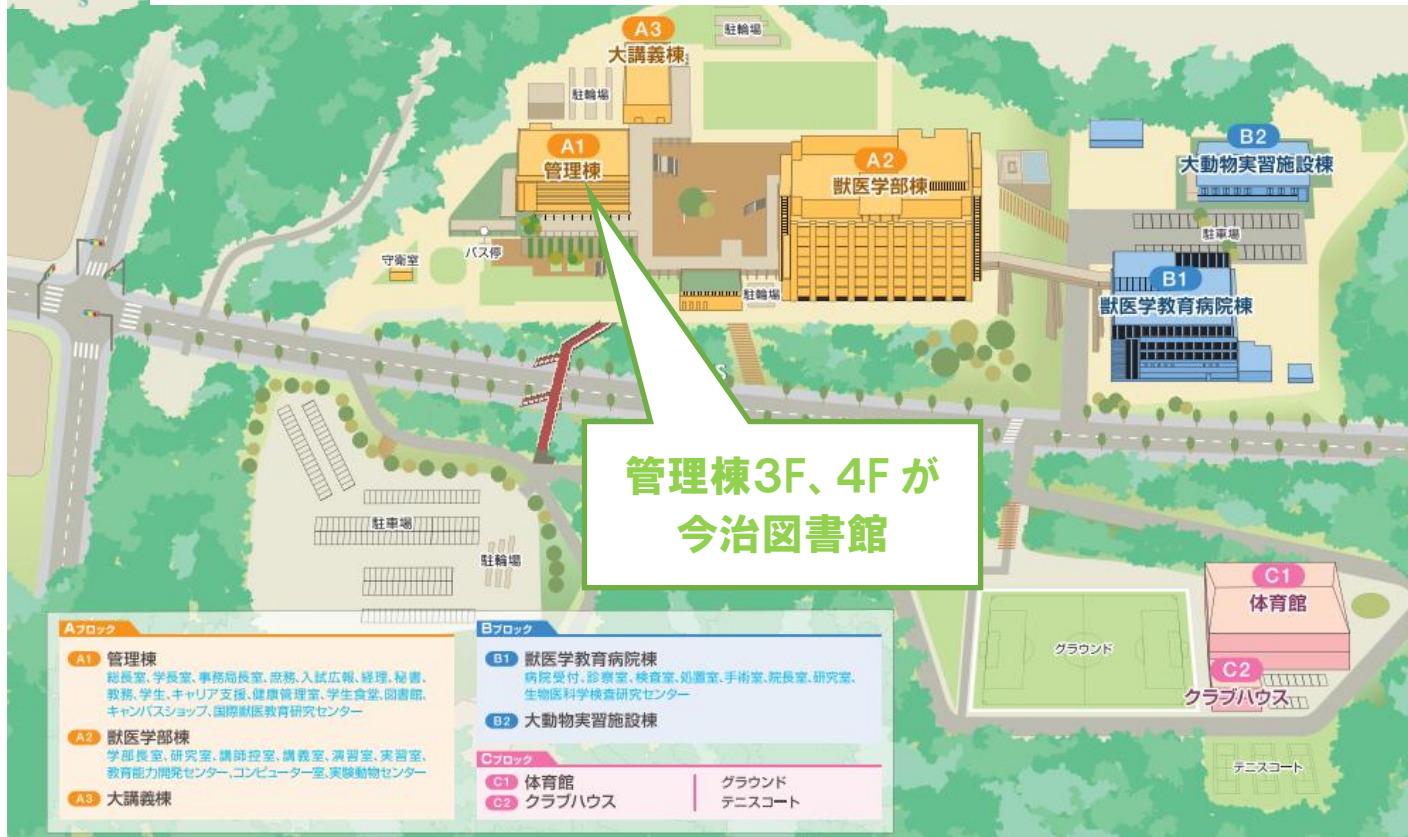 A3
大講義棟
駐輪場
駐輪場
A1
管理棟
A2
獣医学部棟
B2
大動物実習施設棟
駐車場
バス停
守衛室
駐輪場
B1
獣医学教育病院棟
S
管理棟3F、4F が
今治図書館
駐車場
駐輪場
C1
体育館
グラウンド
C2
クラブハウス
テニスコート
Aブロック
A1 管理棟
総長室、学長室、事務局長室、庶務、入試広報、経理、秘書、
教務、学生、キャリア支援、健康管理室、学生食堂、図書館、
キャンパスショップ、国際獣医教育研究センター
A2 獣医学部棟
学部長室、研究室、講師控室、講義室、演習室、実習室、
教育能力開発センター、コンピューター室、実験動物センター
A3 大講義棟
Bブロック
B1 獣医学教育病院棟
病院受付、診察室、検査室、処置室、手術室、院長室、研究室、
生物医科学検査研究センター
B2 大動物実習施設棟
Cブロック
C1 体育館
C2 クラブハウス
グラウンド
テニスコート